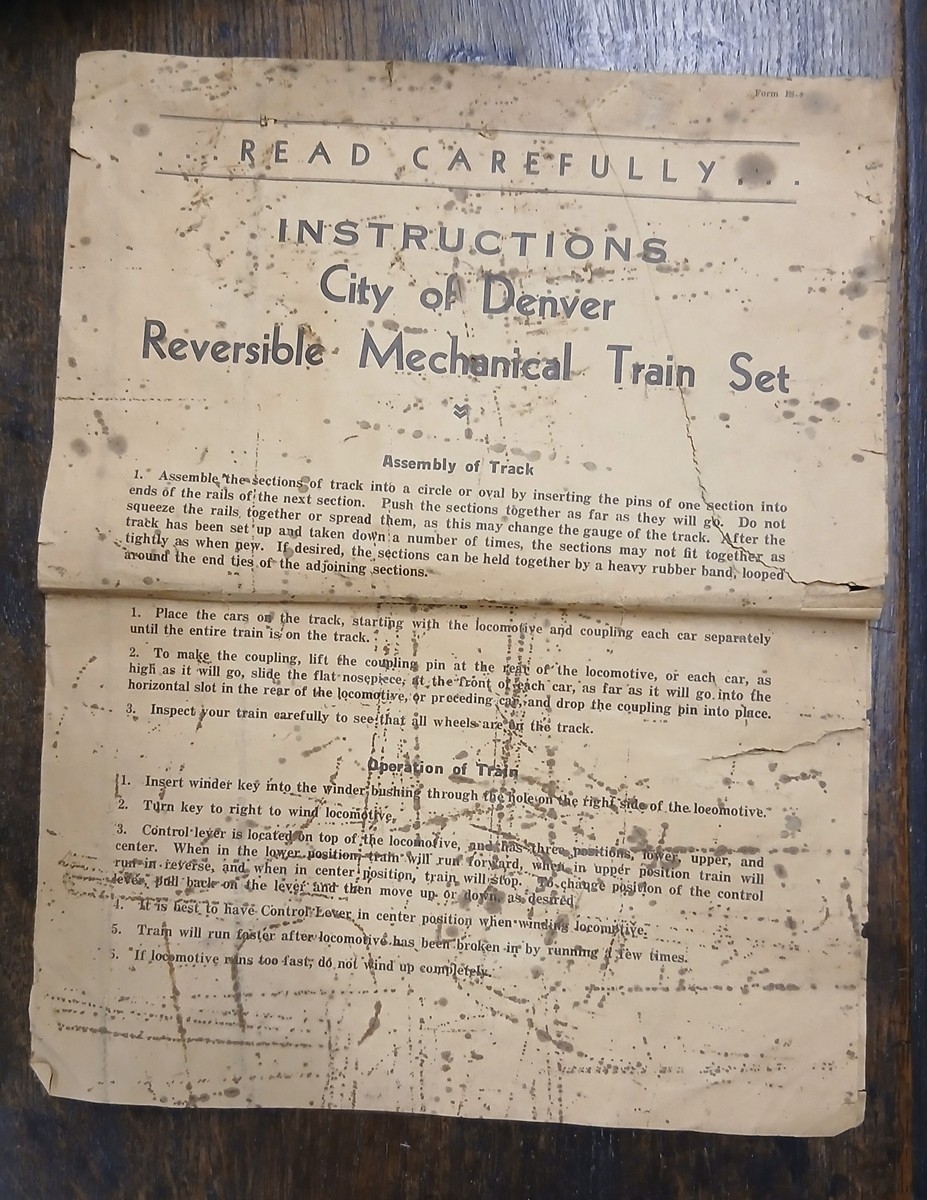 READ CAREFULLY...
INSTRUCTIONS
City of Denver
Reversible Mechanical Train Set
Assembly of Track
1. Assemble the sections of track into a circle or oval by inserting the pins of one section into
ends of the rails of the next section. Push the sections together as far as they will go. Do not
squeeze the rails together or spread them, as this may change the gauge of the track. After the
track has been set up and taken down a number of times, the sections may not fit together as
tightly as when new. If desired, the sections can be held together by a heavy rubber band, looped
around the end ties of the adjoining sections.
1. Place the cars on the track, starting with the locomotive and coupling each car separately
until the entire train is on the track.
2. To make the coupling, lift the coupling pin at the rear of the locomotive, or each car, as
high as it will go, slide the flat nosepiece, at the front of each car, as far as it will go into the
horizontal slot in the rear of the locomotive, or preceding car, and drop the coupling pin into place.
3. Inspect your train carefully to see that all wheels are on the track.
Operation of Train
1. Insert winder key into the winder bushing through the hole on the right side of the locomotive.
2. Turn key to right to wind locomotive.
3. Control lever is located on top of the locomotive, and has three positions, lower, upper, and
center. When in the lower position, train will run forward, when in upper position train will
run in reverse, and when in center position, train will stop. To change position of the control
lever, pull back on the lever and then move up or down, as desired.
4. It is best to have Control Lever in center position when winding locomotive.
5. Train will run faster after locomotive has been broken in by running a few times.
6. If locomotive runs too fast, do not wind up completely.